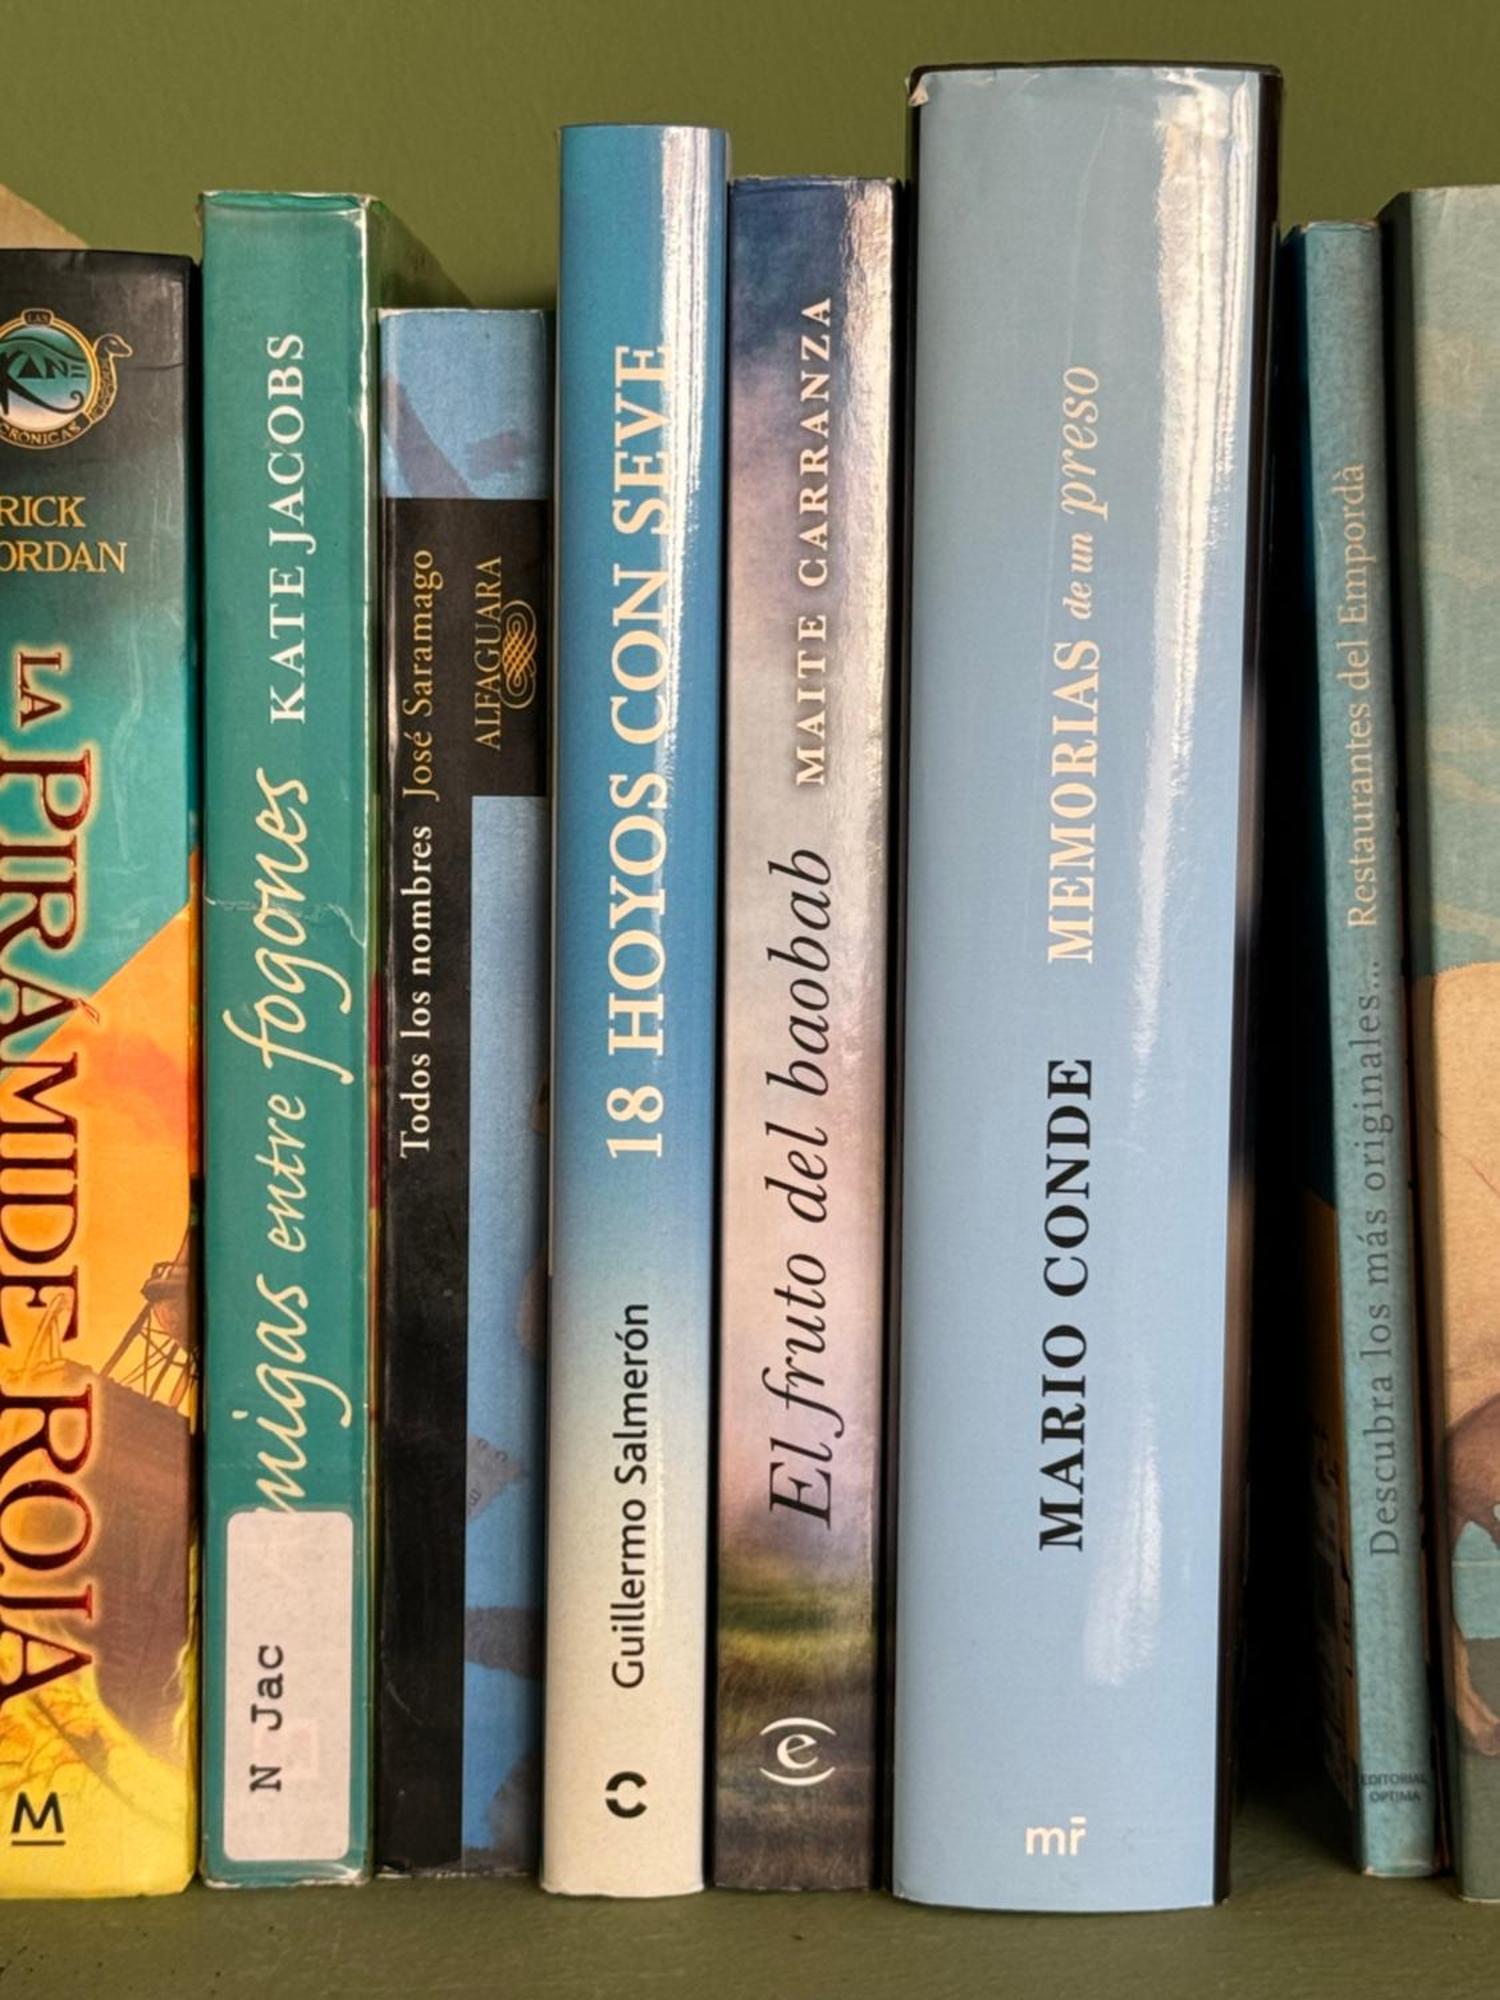 LAS
KANE
CRÓNICAS
RICK
ORDAN
LA PIRÁMIDE ROJA
M
KATE JACOBS
migas entre fogones
N Jac
Todos los nombres José Saramago
ALFAGUARA
18 HOYOS CON SEVE
Guillermo Salmerón
MAITE CARRANZA
El fruto del baobab
e
MARIO CONDE MEMORIAS de un preso
mr
Descubra los más originales... Restaurantes del Empordà
EDITORIAL
OPTIMA